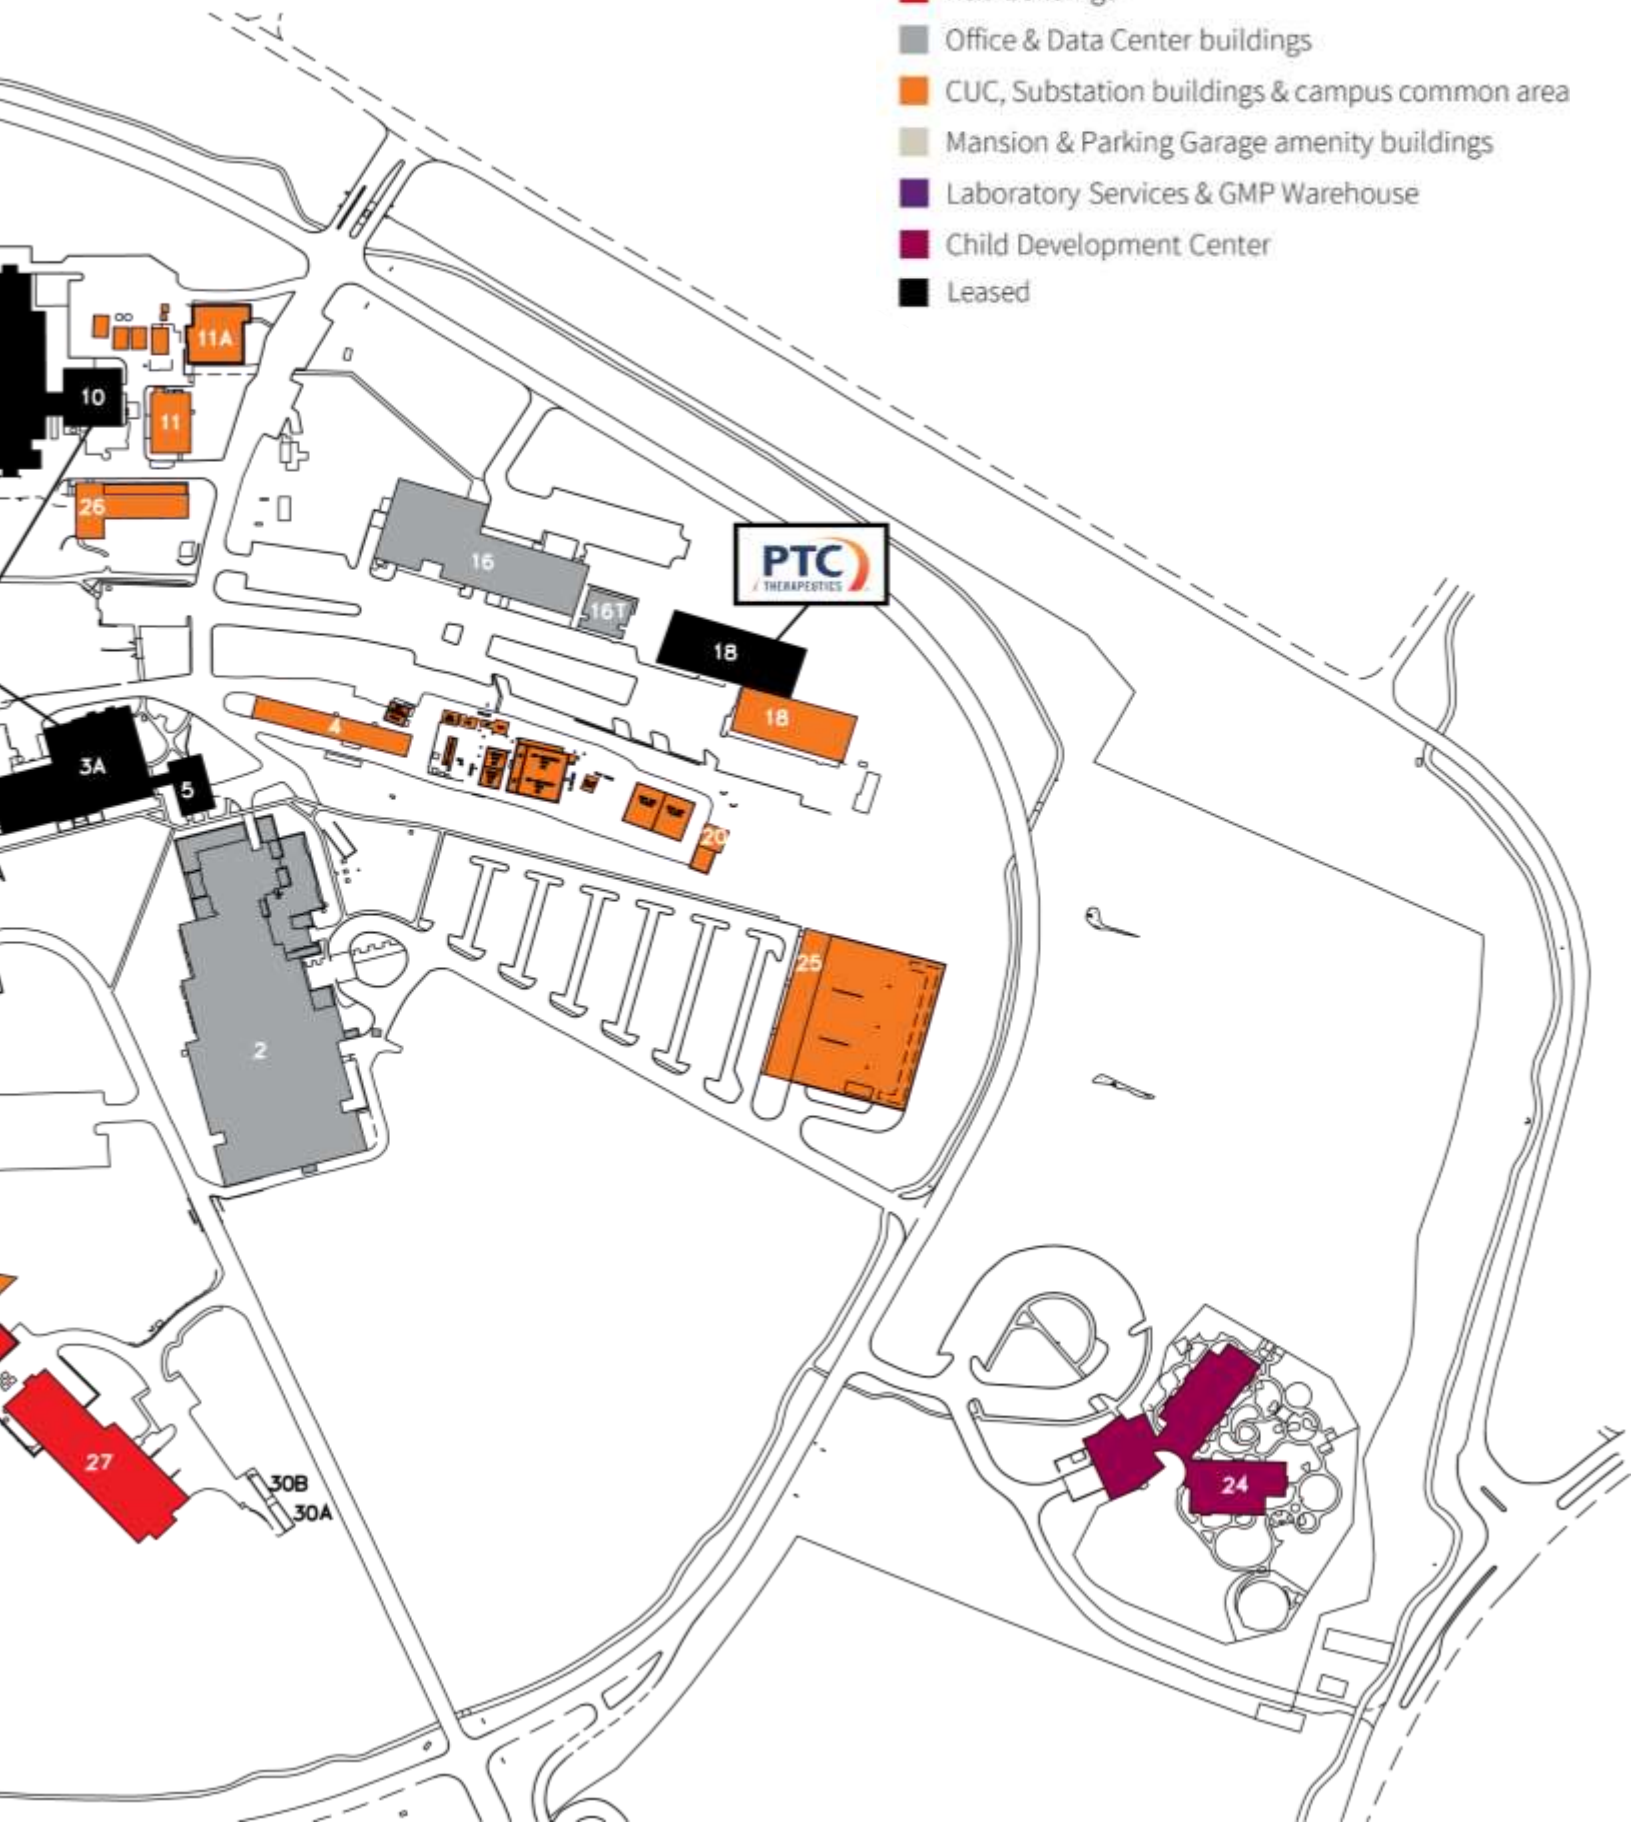 Office & Data Center buildings
CUC, Substation buildings & campus common area
Mansion & Parking Garage amenity buildings
Laboratory Services & GMP Warehouse
Child Development Center
Leased
11A
10
11
26
16
PTC
THERAPEUTICS
16T
18
18
4
3A
5
20
25
2
27
30B
30A
24